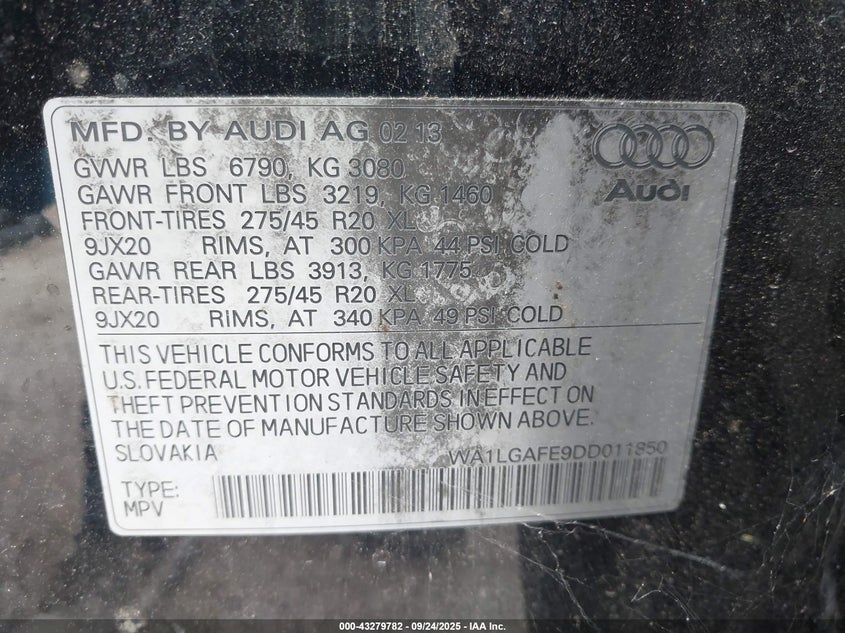 MFD. BY AUDI AG 02 13
GVWR LBS 6790, KG 3080
GAWR FRONT LBS 3219, KG 1460
FRONT-TIRES 275/45 R20 XL
9JX20 RIMS, AT 300 KPA 44 PSI COLD
GAWR REAR LBS 3913, KG 1775
REAR-TIRES 275/45 R20 XL
9JX20 RIMS, AT 340 KPA 49 PSI COLD
Audi
THIS VEHICLE CONFORMS TO ALL APPLICABLE
U.S. FEDERAL MOTOR VEHICLE SAFETY AND
THEFT PREVENTION STANDARDS IN EFFECT ON
THE DATE OF MANUFACTURE SHOWN ABOVE.
SLOVAKIA WA1LGAFE9DD011850
TYPE:
MPV
000-43279782 - 09/24/2025 - IAA Inc.